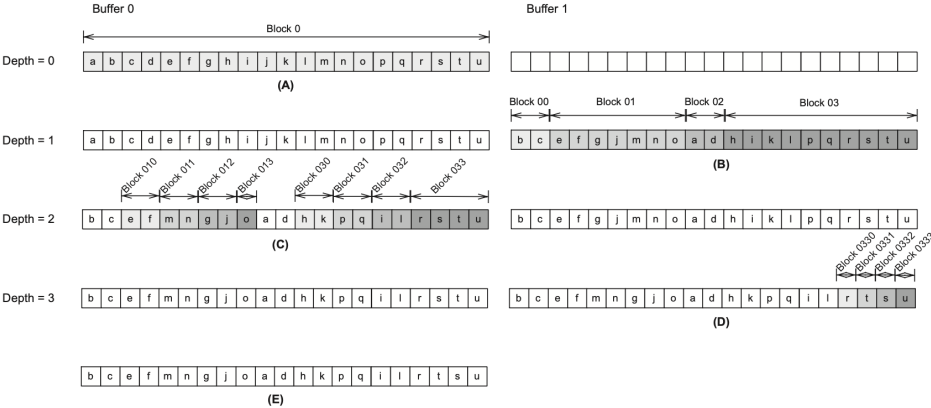 Buffer 0 Buffer 1
Block 0
Depth = 0 a b c d e f g h i j k l m n o p q r s t u
(A)
Block 00 Block 01 Block 02 Block 03
Depth = 1 a b c d e f g h i j k l m n o p q r s t u b c e f g j m n o a d h i k l p q r s t u
(B)
Block 010 Block 011 Block 012 Block 013 Block 030 Block 031 Block 032 Block 033
Depth = 2 b c e f m n g j o a d h k p q i l r s t u b c e f g j m n o a d h i k l p q r s t u
(C)
Block 0330 Block 0331 Block 0332 Block 0333
Depth = 3 b c e f m n g j o a d h k p q i l r s t u b c e f m n g j o a d h k p q i l r t s u
(D)
b c e f m n g j o a d h k p q i l r t s u
(E)